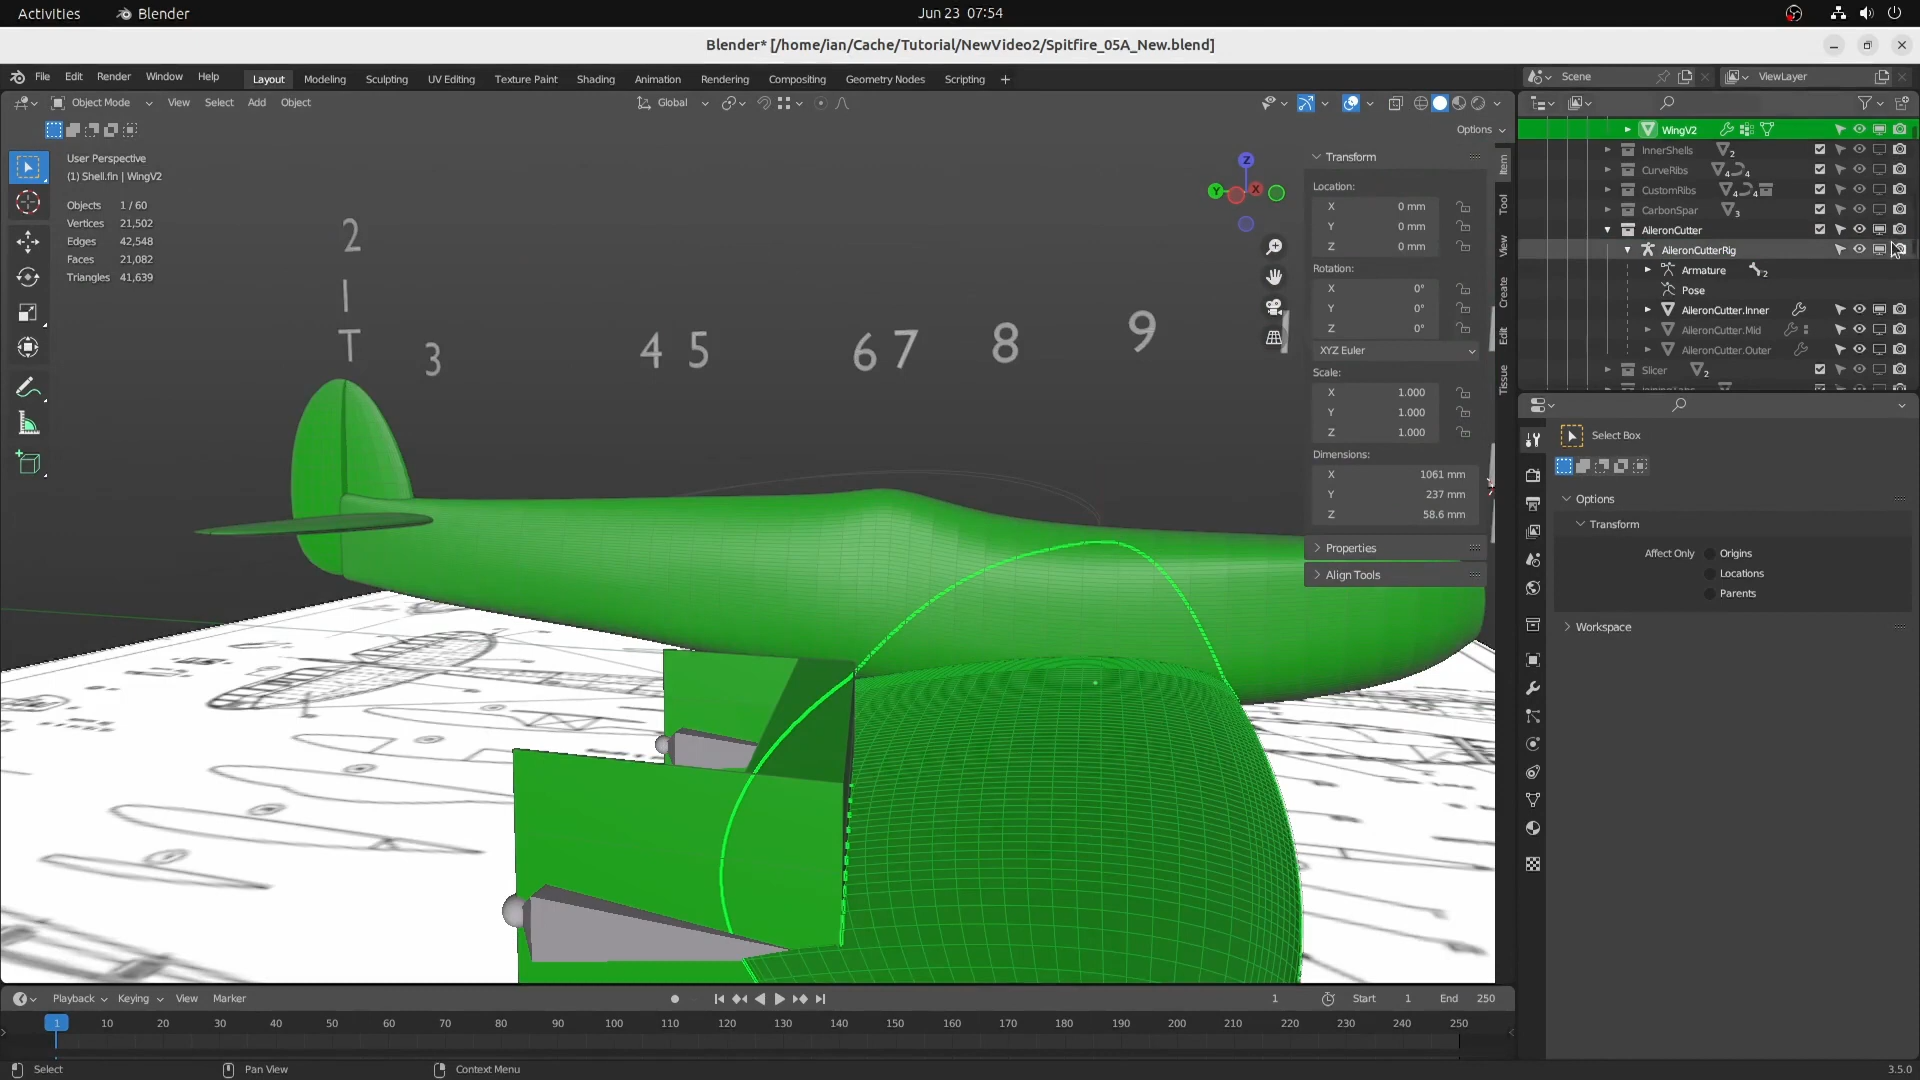 Activities Blender Jun 23 07:54
Blender* [/home/ian/Cache/Tutorial/NewVideo2/Spitfire_05A_New.blend]
File Edit Render Window Help Layout Modeling Sculpting UV Editing Texture Paint Shading Animation Rendering Compositing Geometry Nodes Scripting + Scene ViewLayer
Object Mode View Select Add Object Global
Options
User Perspective
(1) Shell.fin | WingV2
Objects 1 / 60
Vertices 21,502
Edges 42,548
Faces 21,082
Triangles 41,639
2
I
T
3
4 5
6 7
8
9
Z
Y
X
Transform
Location:
X 0 mm
Y 0 mm
Z 0 mm
Rotation:
X 0°
Y 0°
Z 0°
XYZ Euler
Scale:
X 1.000
Y 1.000
Z 1.000
Dimensions:
X 1061 mm
Y 237 mm
Z 58.6 mm
Properties
Align Tools
Item
Tool
View
Create
Edit
Tissue
WingV2
InnerShells 2
CurveRibs 4 4
CustomRibs 4 4
CarbonSpar 3
AileronCutter
AileronCutterRig
Armature 2
Pose
AileronCutter.Inner
AileronCutter.Mid
AileronCutter.Outer
Slicer 2
Select Box
Options
Transform
Affect Only Origins
Locations
Parents
Workspace
Playback Keying View Marker 1 Start 1 End 250
1 10 20 30 40 50 60 70 80 90 100 110 120 130 140 150 160 170 180 190 200 210 220 230 240 250
Select Pan View Context Menu 3.5.0